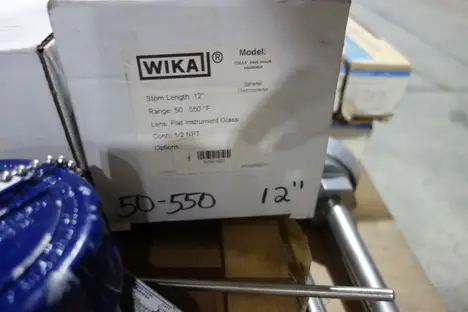 WIKA®
Model:
Stem Length: 12"
Range: 50 550 °F
Lens: Flat Instrument Glass
Conn: 1/2 NPT
Options:
50-550 12"